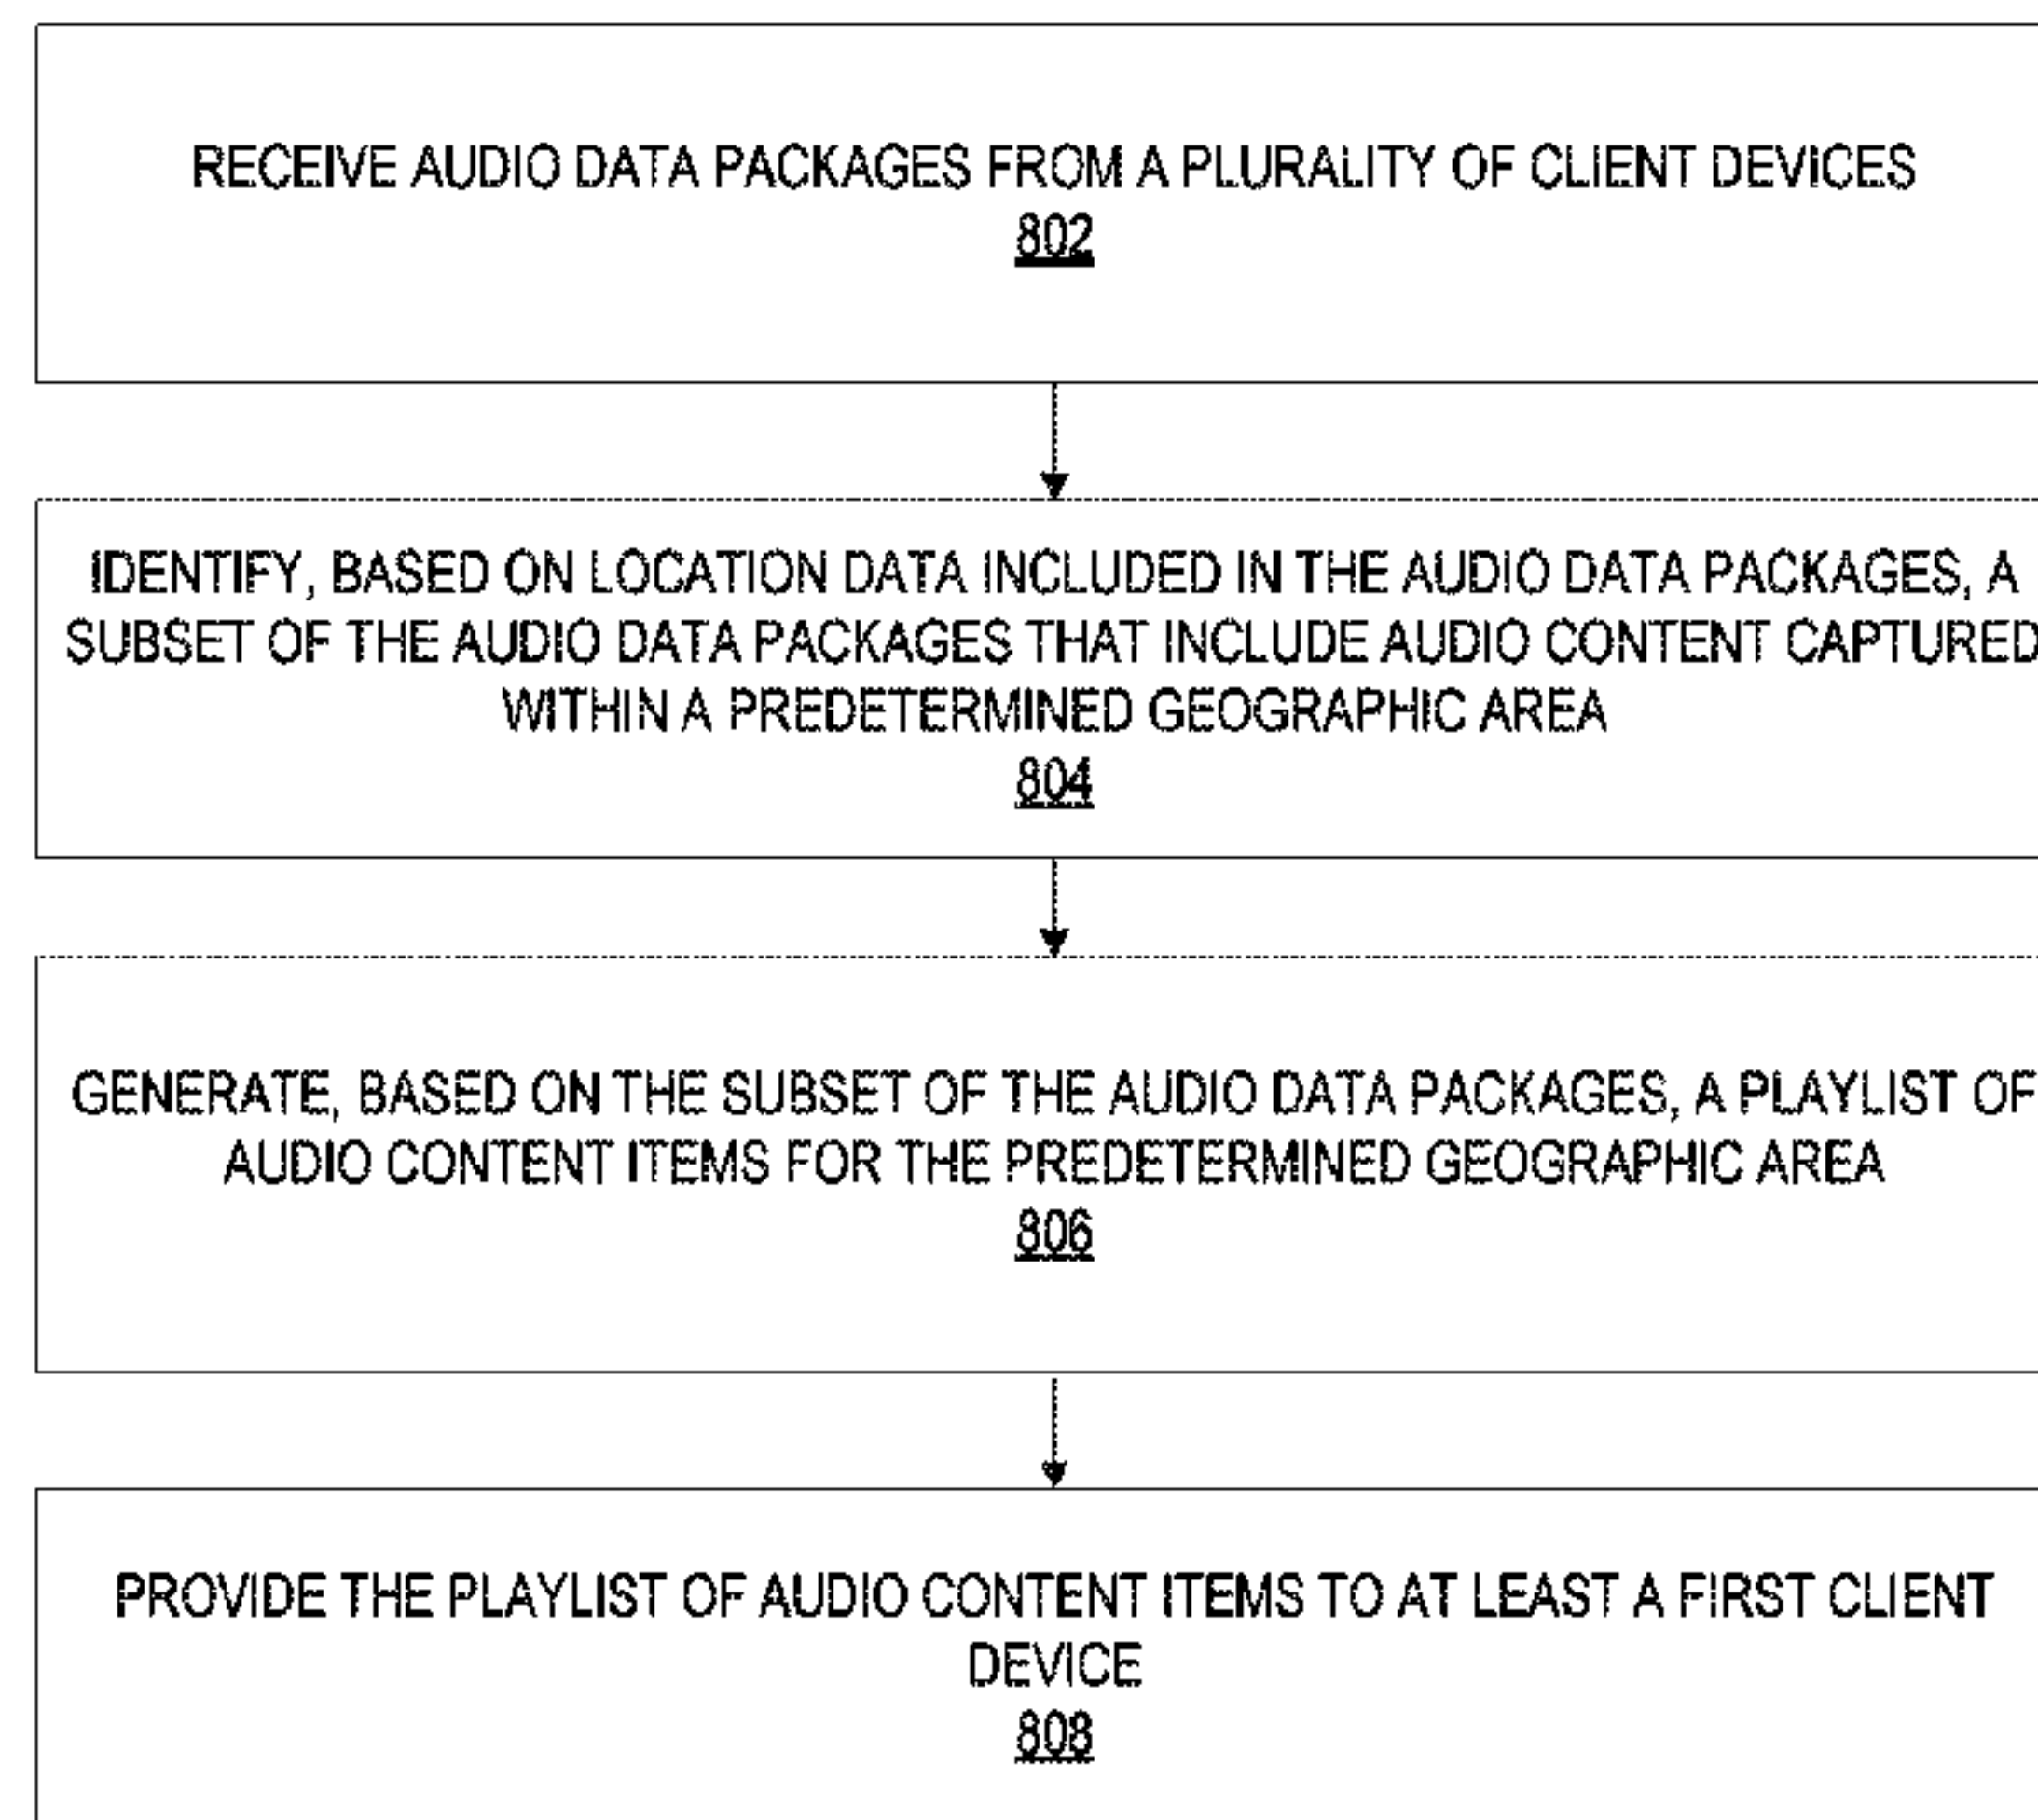 RECEIVE AUDIO DATA PACKAGES FROM A PLURALITY OF CLIENT DEVICES
802
IDENTIFY, BASED ON LOCATION DATA INCLUDED IN THE AUDIO DATA PACKAGES, A
SUBSET OF THE AUDIO DATA PACKAGES THAT INCLUDE AUDIO CONTENT CAPTURED
WITHIN A PREDETERMINED GEOGRAPHIC AREA
804
GENERATE, BASED ON THE SUBSET OF THE AUDIO DATA PACKAGES, A PLAYLIST OF
AUDIO CONTENT ITEMS FOR THE PREDETERMINED GEOGRAPHIC AREA
806
PROVIDE THE PLAYLIST OF AUDIO CONTENT ITEMS TO AT LEAST A FIRST CLIENT
DEVICE
808